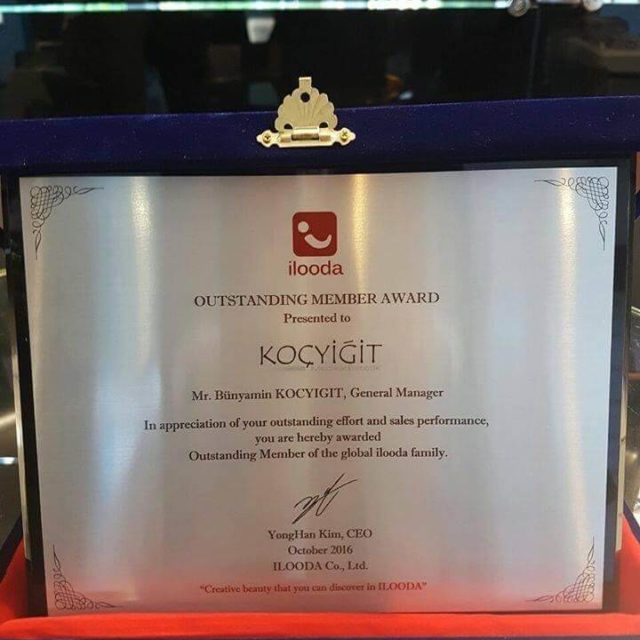 ilooda
OUTSTANDING MEMBER AWARD
Presented to
KOÇYİĞİT
Mr. Bünyamin KOCYIGIT, General Manager
In appreciation of your outstanding effort and sales performance,
you are hereby awarded
Outstanding Member of the global ilooda family.
YongHan Kim, CEO
October 2016
ILOODA Co., Ltd.
"Creative beauty that you can discover in ILOODA"